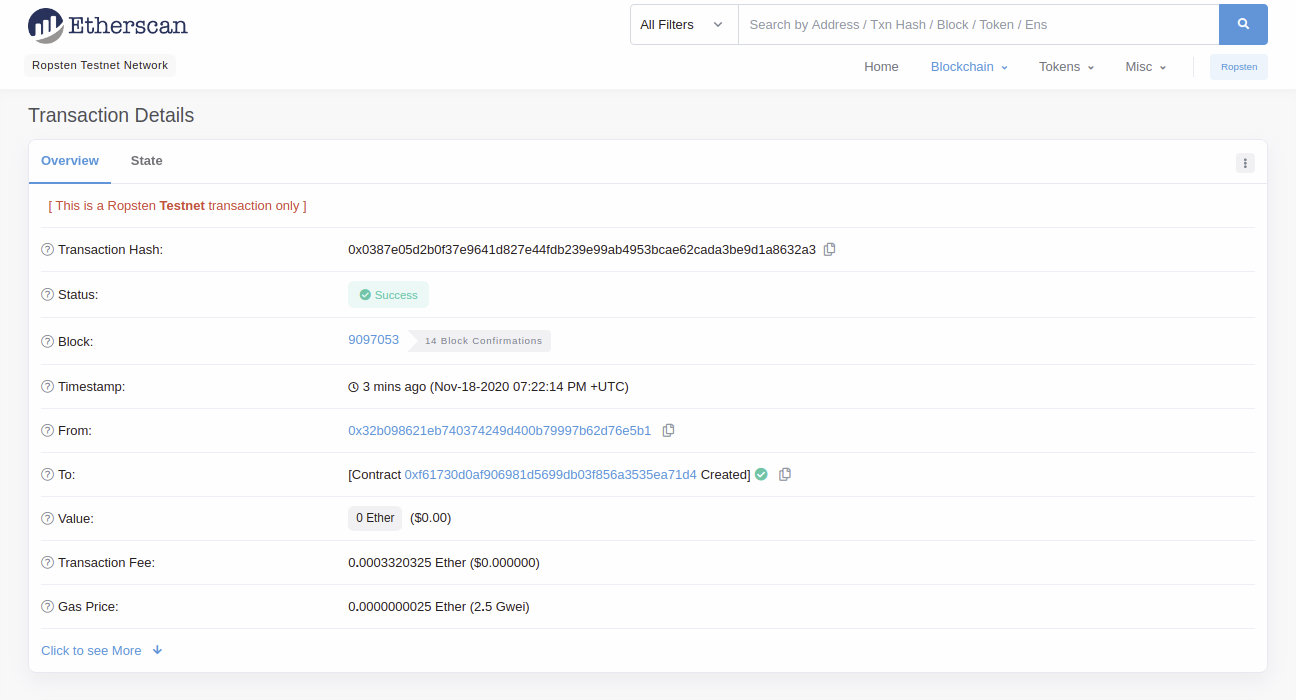 Etherscan
All Filters
Search by Address / Txn Hash / Block / Token / Ens
Ropsten Testnet Network
Home Blockchain Tokens Misc Ropsten
Transaction Details
Overview State
[ This is a Ropsten Testnet transaction only ]
Transaction Hash: 0x0387e05d2b0f37e9641d827e44fdb239e99ab4953bcae62cada3be9d1a8632a3
Status: Success
Block: 9097053 14 Block Confirmations
Timestamp: 3 mins ago (Nov-18-2020 07:22:14 PM +UTC)
From: 0x32b098621eb740374249d400b79997b62d76e5b1
To: [Contract 0xf61730d0af906981d5699db03f856a3535ea71d4 Created]
Value: 0 Ether ($0.00)
Transaction Fee: 0.0003320325 Ether ($0.000000)
Gas Price: 0.0000000025 Ether (2.5 Gwei)
Click to see More